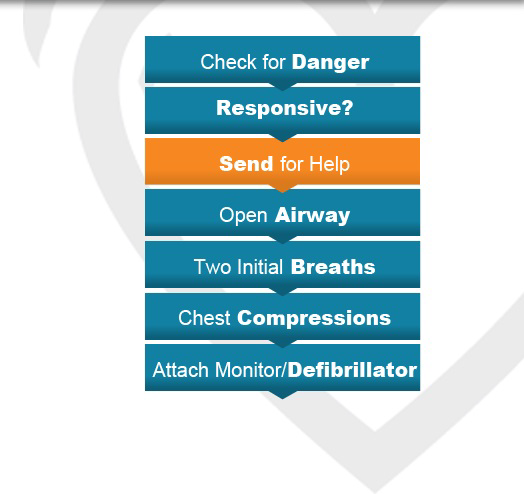 Check for Danger
Responsive?
Send for Help
Open Airway
Two Initial Breaths
Chest Compressions
Attach Monitor/Defibrillator